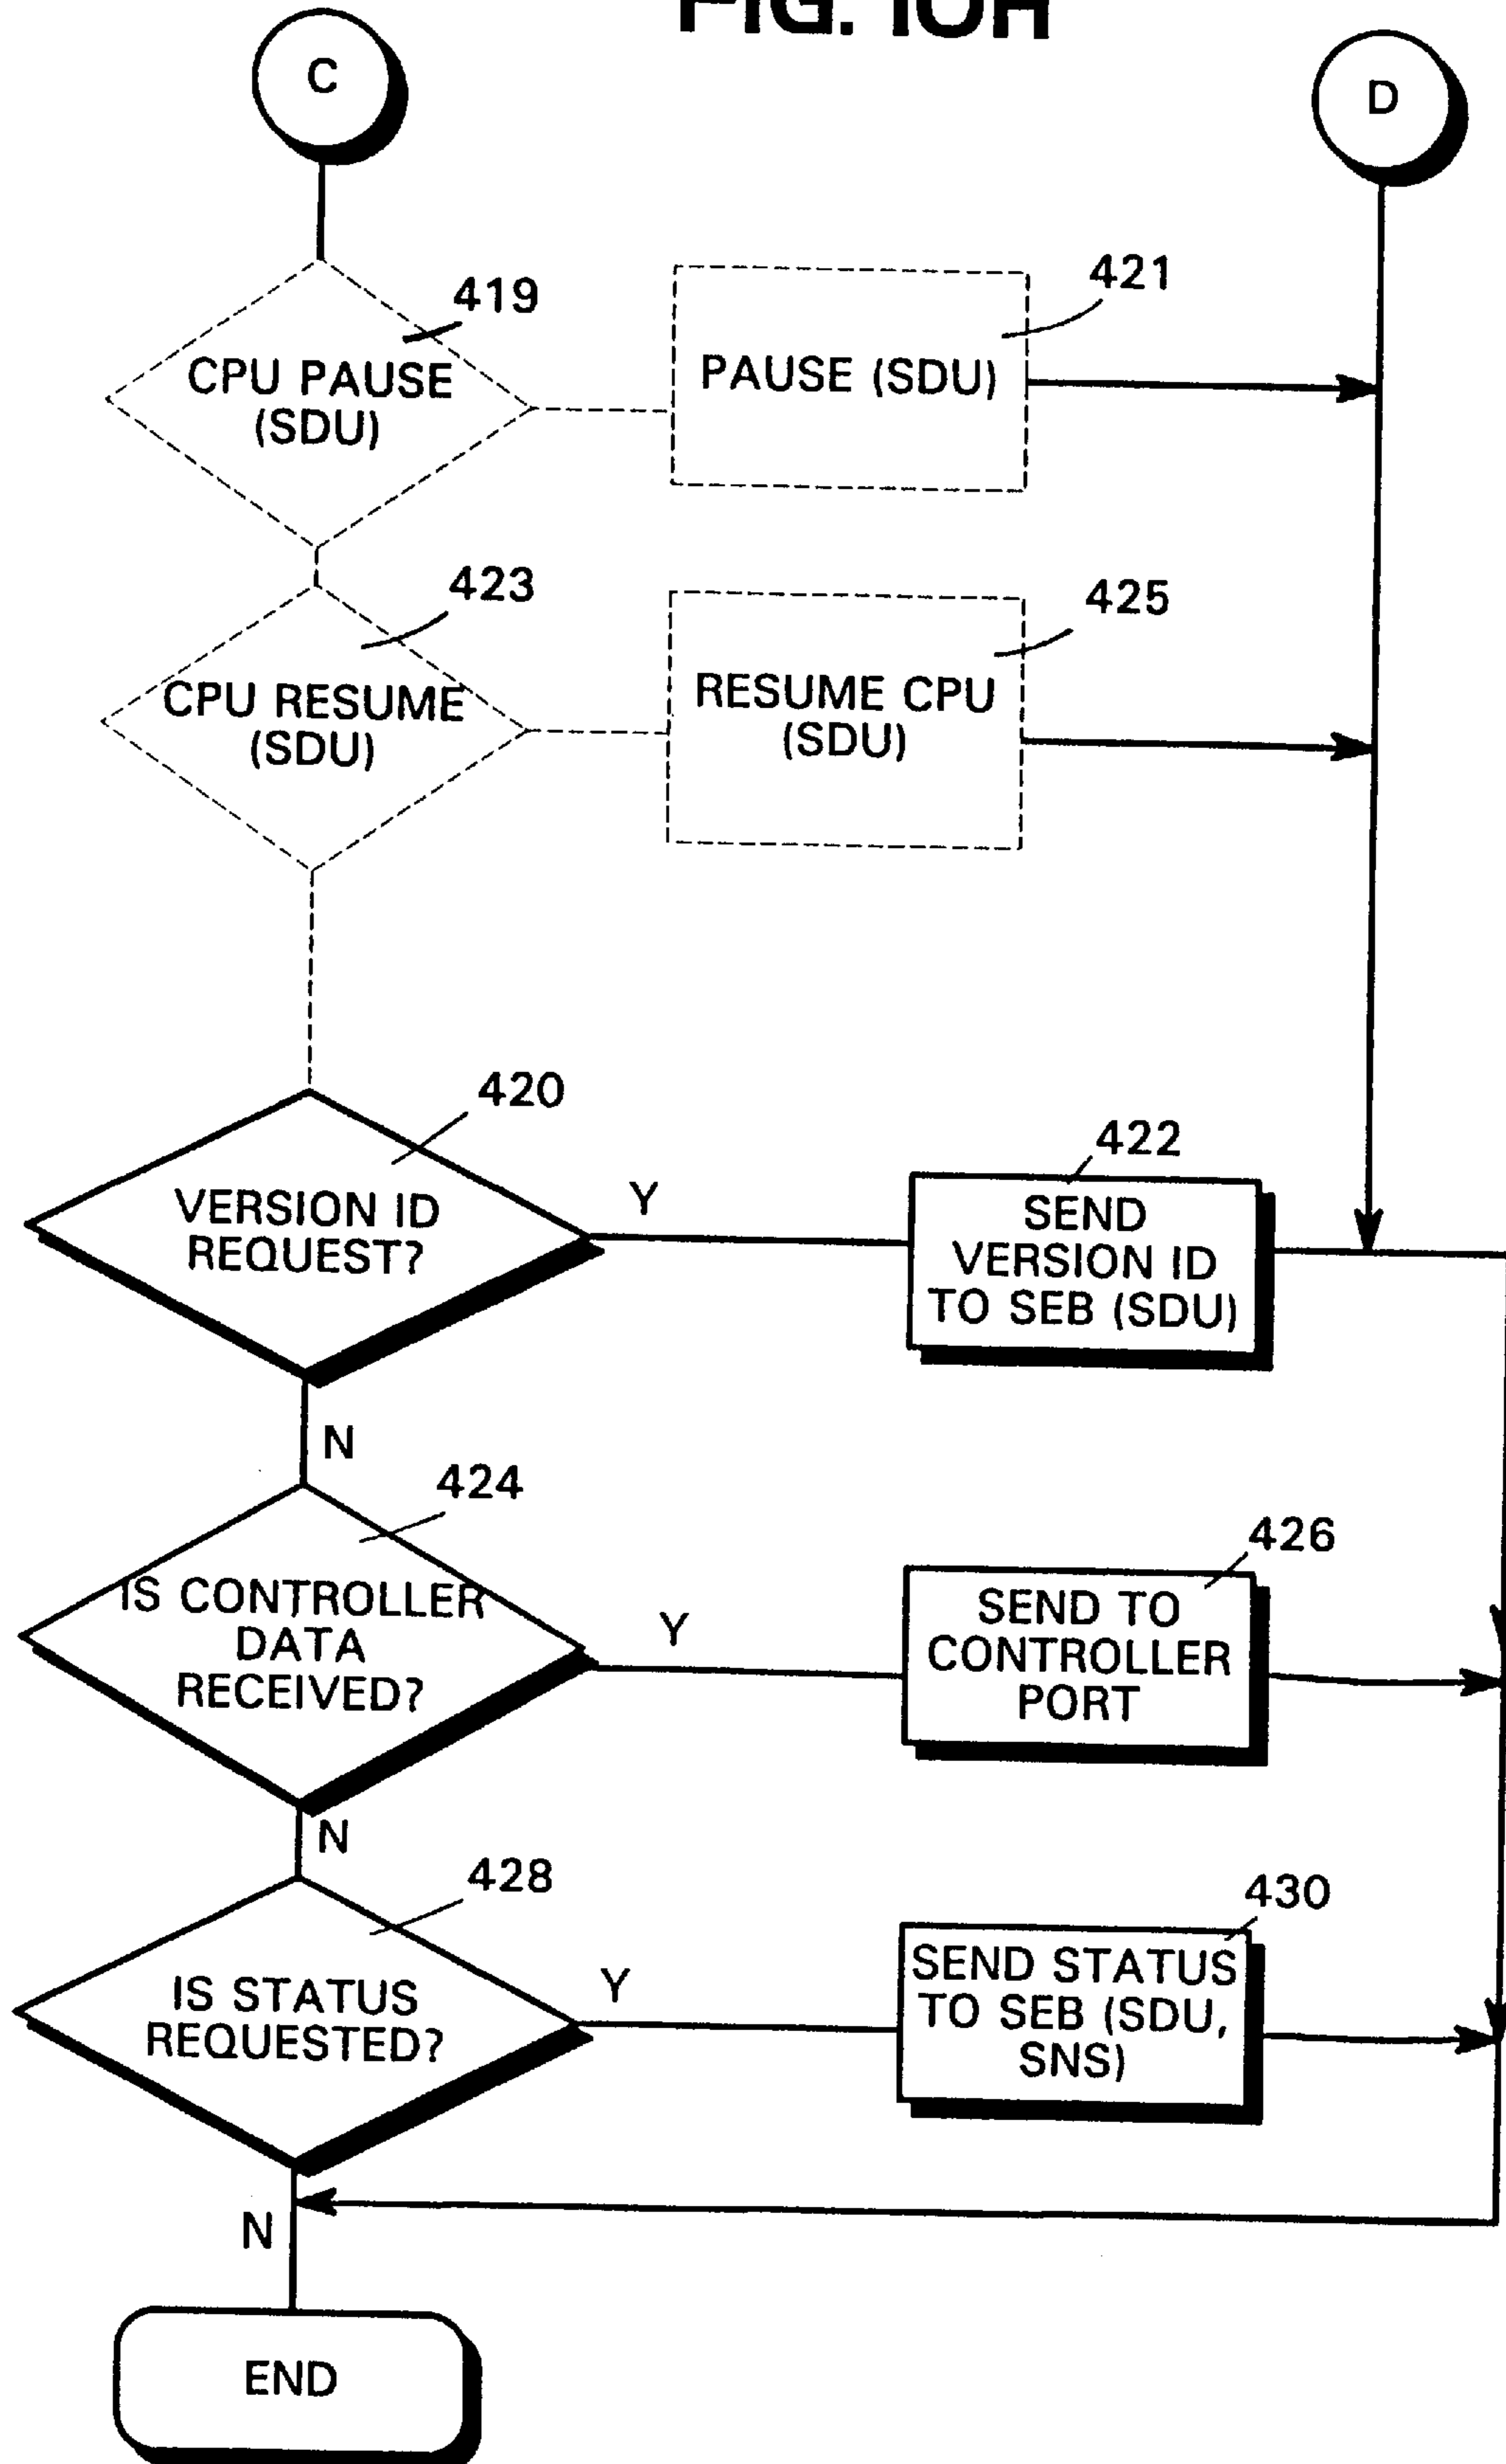 FIG. 10H
C
D
419
CPU PAUSE
(SDU)
421
PAUSE (SDU)
423
CPU RESUME
(SDU)
425
RESUME CPU
(SDU)
420
VERSION ID
REQUEST?
Y
422
SEND
VERSION ID
TO SEB (SDU)
N
424
IS CONTROLLER
DATA
RECEIVED?
Y
426
SEND TO
CONTROLLER
PORT
N
428
IS STATUS
REQUESTED?
Y
430
SEND STATUS
TO SEB (SDU,
SNS)
N
END